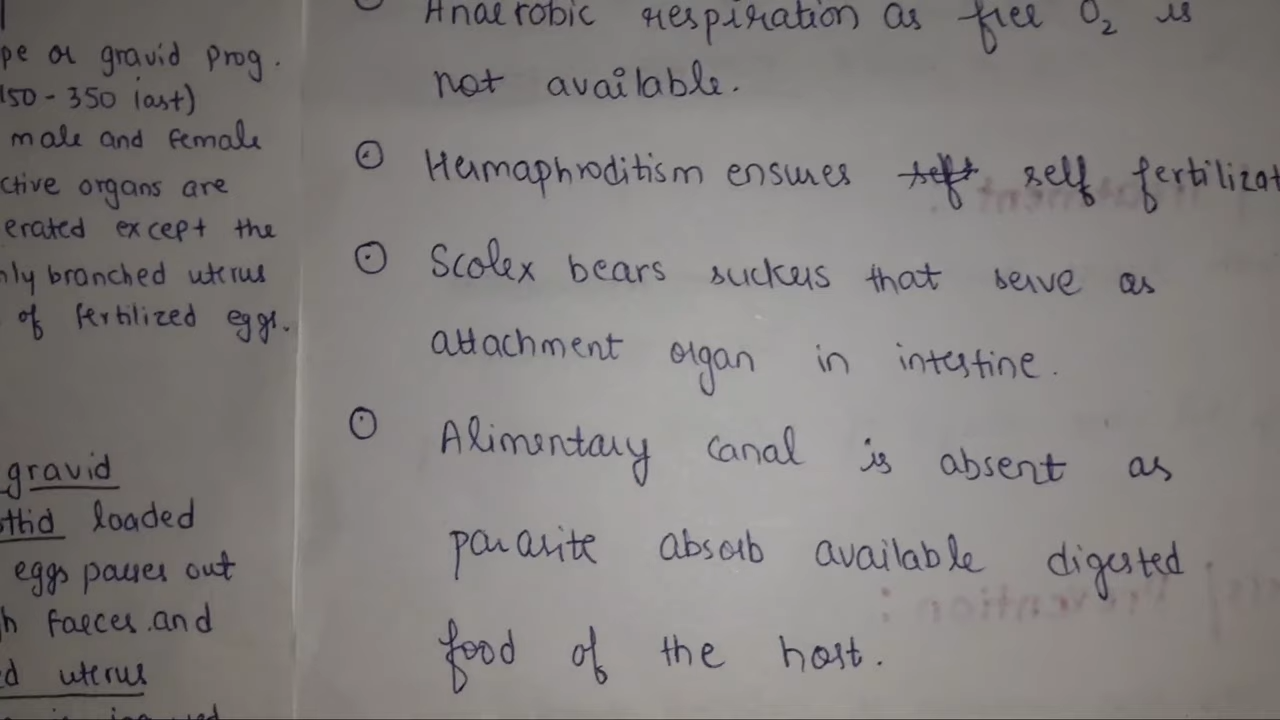 pe or gravid prog.
150 - 350 last)
male and female
ctive organs are
erated except the
nly branched uterus
of fertilized eggs.
gravid
ttid loaded
eggs passes out
h faeces and
d uterus
Anaerobic respiration as free O2 is
not available.
Hermaphroditism ensures self self fertilizat
Scolex bears suckers that serve as
attachment organ in intestine.
Alimentary canal is absent as
parasite absorb available digested
food of the host.